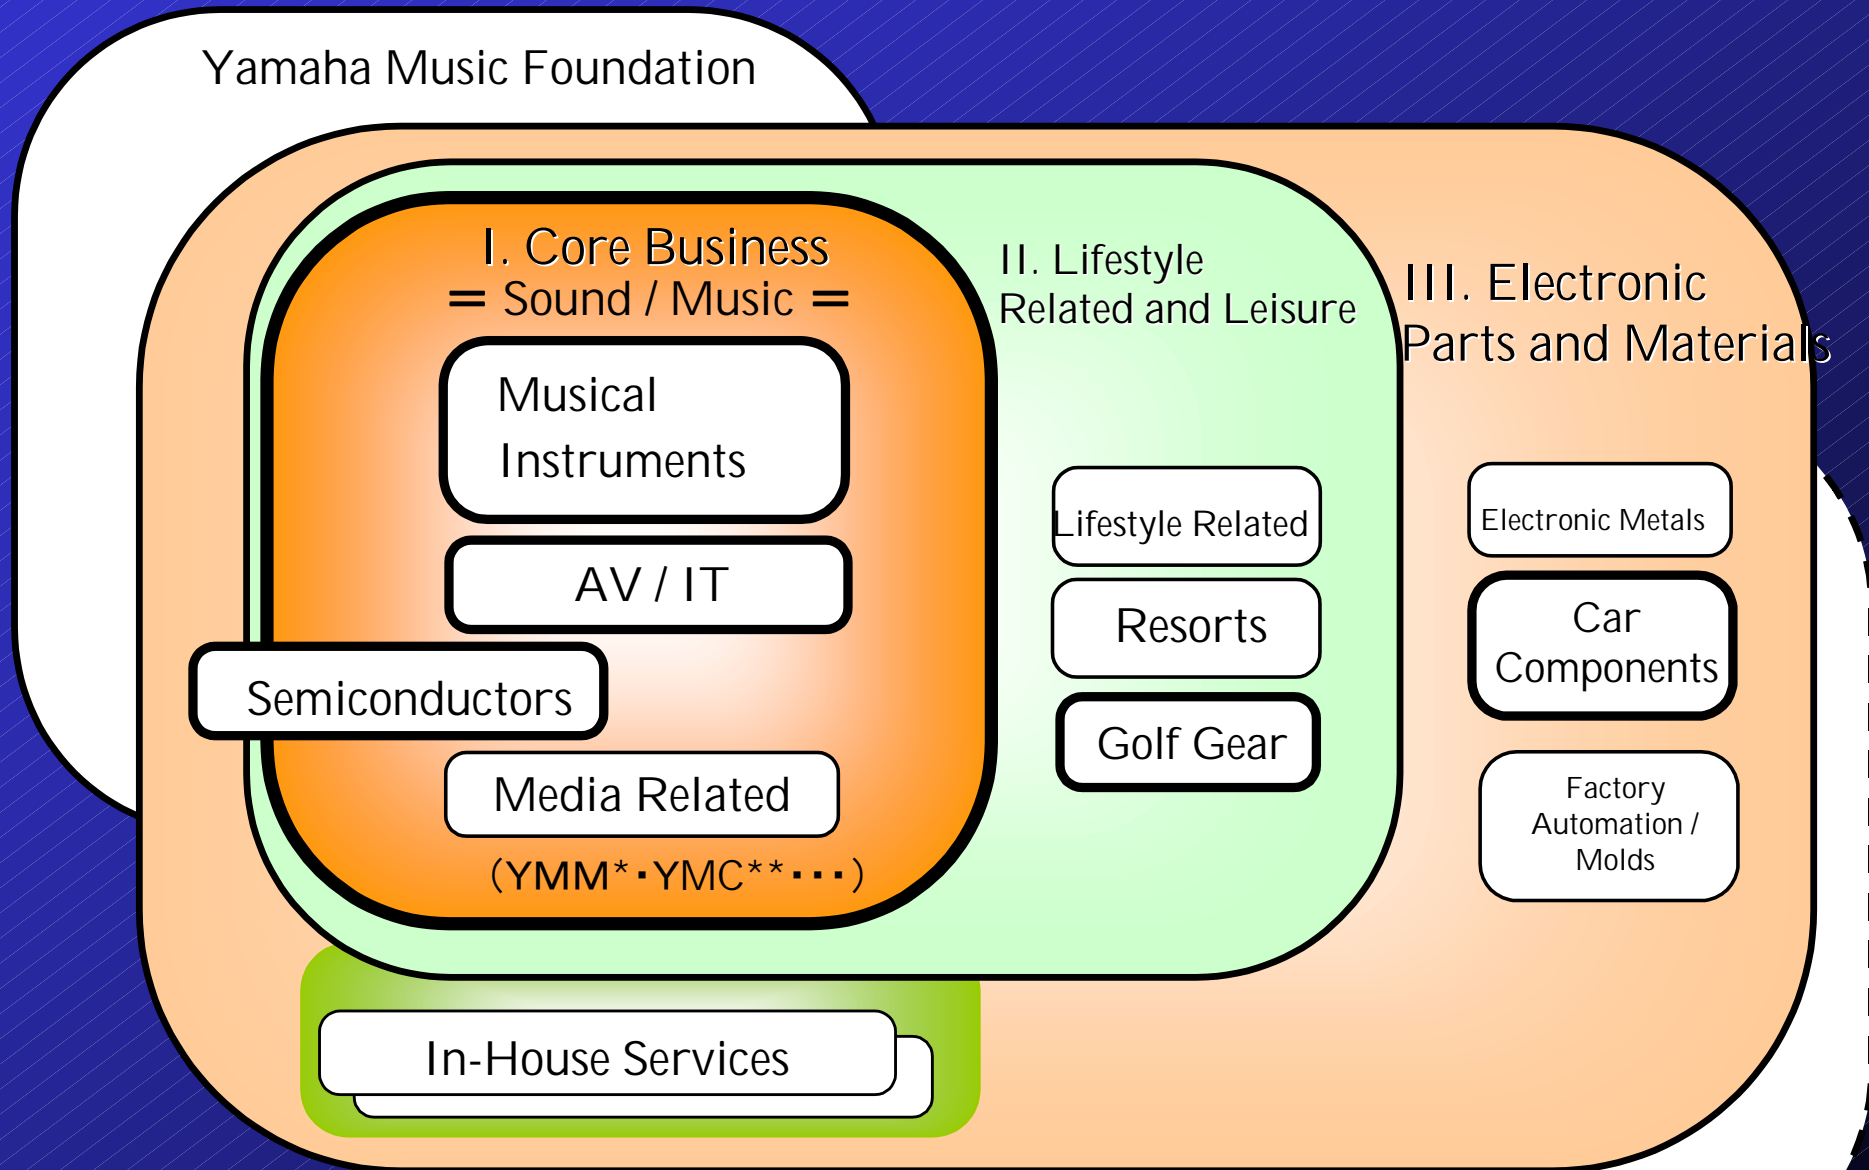 Yamaha Music Foundation
I. Core Business
= Sound / Music =
Musical
Instruments
AV / IT
Semiconductors
Media Related
(YMM*・YMC**・・・)
II. Lifestyle
Related and Leisure
Lifestyle Related
Resorts
Golf Gear
III. Electronic
Parts and Materials
Electronic Metals
Car
Components
Factory
Automation /
Molds
In-House Services